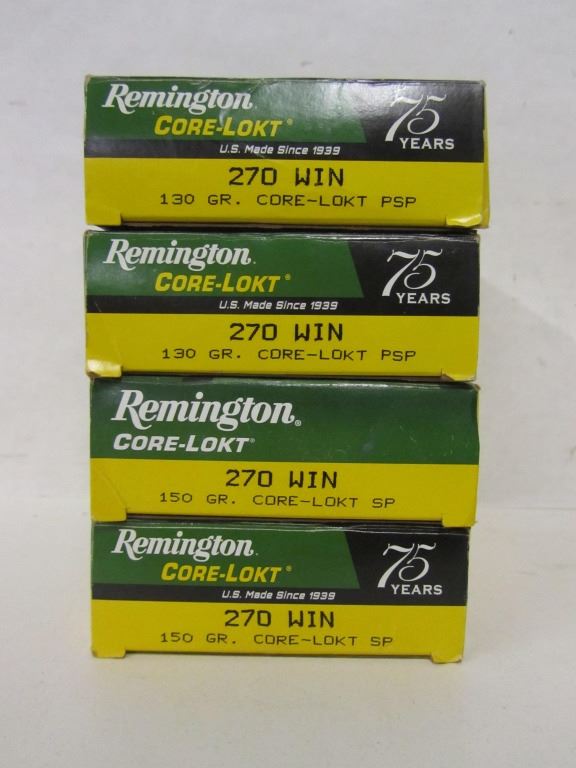 Remington
CORE-LOKT®
75
YEARS
U.S. Made Since 1939
270 WIN
130 GR. CORE-LOKT PSP
Remington
CORE-LOKT®
75
YEARS
U.S. Made Since 1939
270 WIN
130 GR. CORE-LOKT PSP
Remington®
CORE-LOKT®
270 WIN
150 GR. CORE-LOKT SP
Remington
CORE-LOKT®
75
YEARS
U.S. Made Since 1939
270 WIN
150 GR. CORE-LOKT SP